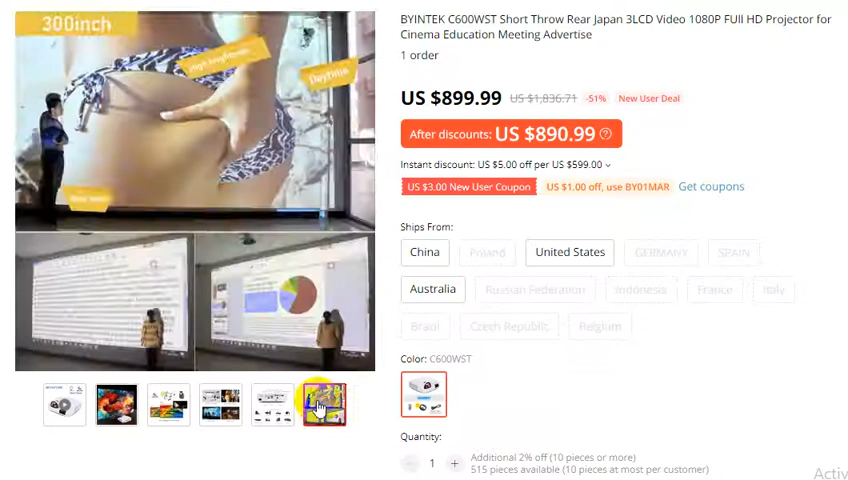 300inch
High brightness
Daytime
BYINTEK C600WST Short Throw Rear Japan 3LCD Video 1080P FUll HD Projector for
Cinema Education Meeting Advertise
1 order
US $899.99 US $1,836.71 -51% New User Deal
After discounts: US $890.99
Instant discount: US $5.00 off per US $599.00
US $3.00 New User Coupon US $1.00 off, use BY01MAR Get coupons
Ships From:
China Poland United States GERMANY SPAIN
Australia Russian Federation Indonesia France Italy
Brazil Czech Republic Belgium
Color: C600WST
Quantity:
1
Additional 2% off (10 pieces or more)
515 pieces available (10 pieces at most per customer)
Activ